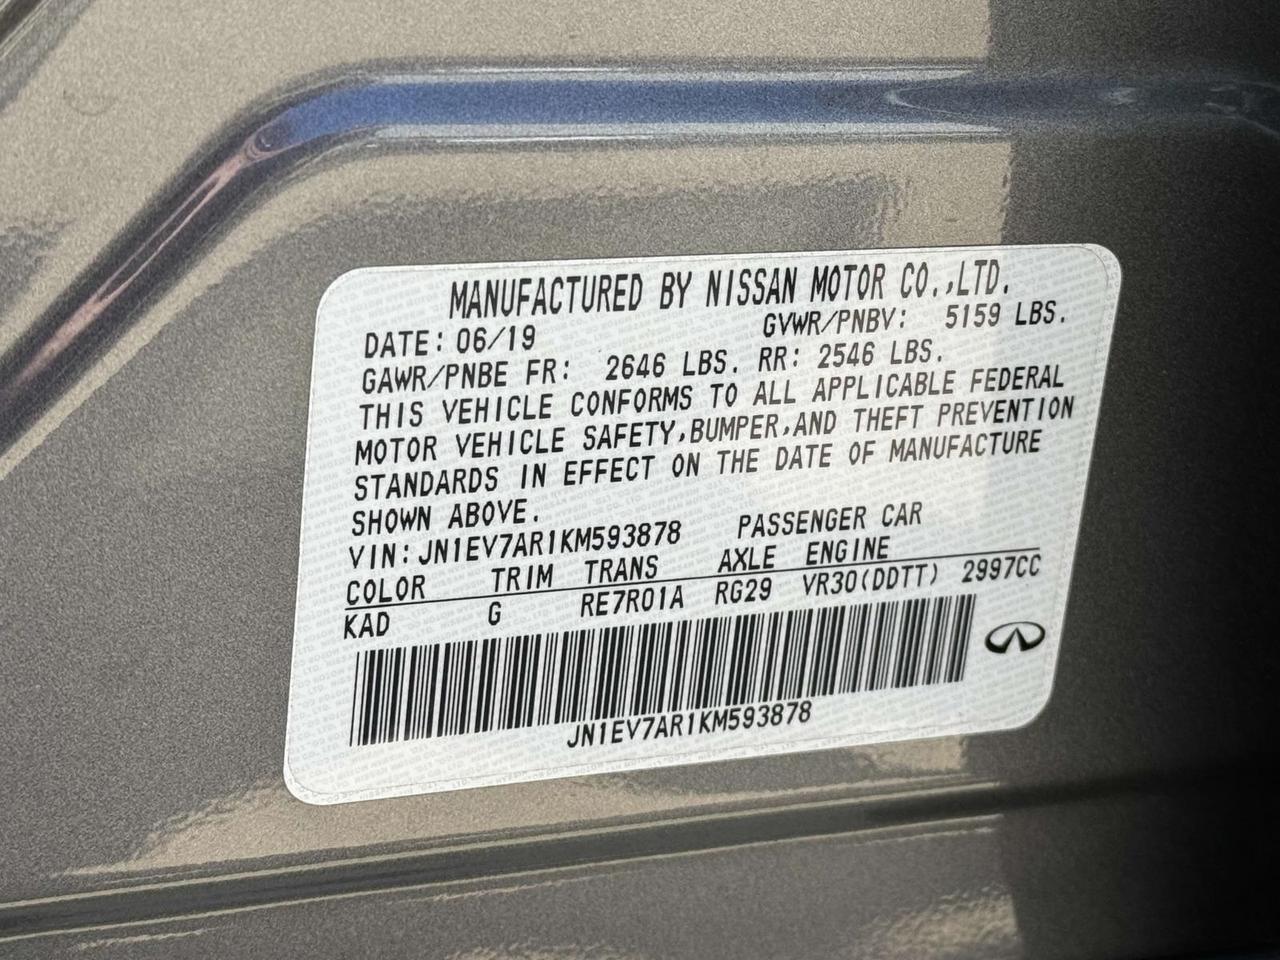 MANUFACTURED BY NISSAN MOTOR CO.,LTD.
DATE: 06/19 GVWR/PNBV: 5159 LBS.
GAWR/PNBE FR: 2646 LBS. RR: 2546 LBS.
THIS VEHICLE CONFORMS TO ALL APPLICABLE FEDERAL
MOTOR VEHICLE SAFETY,BUMPER,AND THEFT PREVENTION
STANDARDS IN EFFECT ON THE DATE OF MANUFACTURE
SHOWN ABOVE.
VIN: JN1EV7AR1KM593878 PASSENGER CAR
COLOR TRIM TRANS AXLE ENGINE
KAD G RE7R01A RG29 VR30(DDTT) 2997CC
JN1EV7AR1KM593878